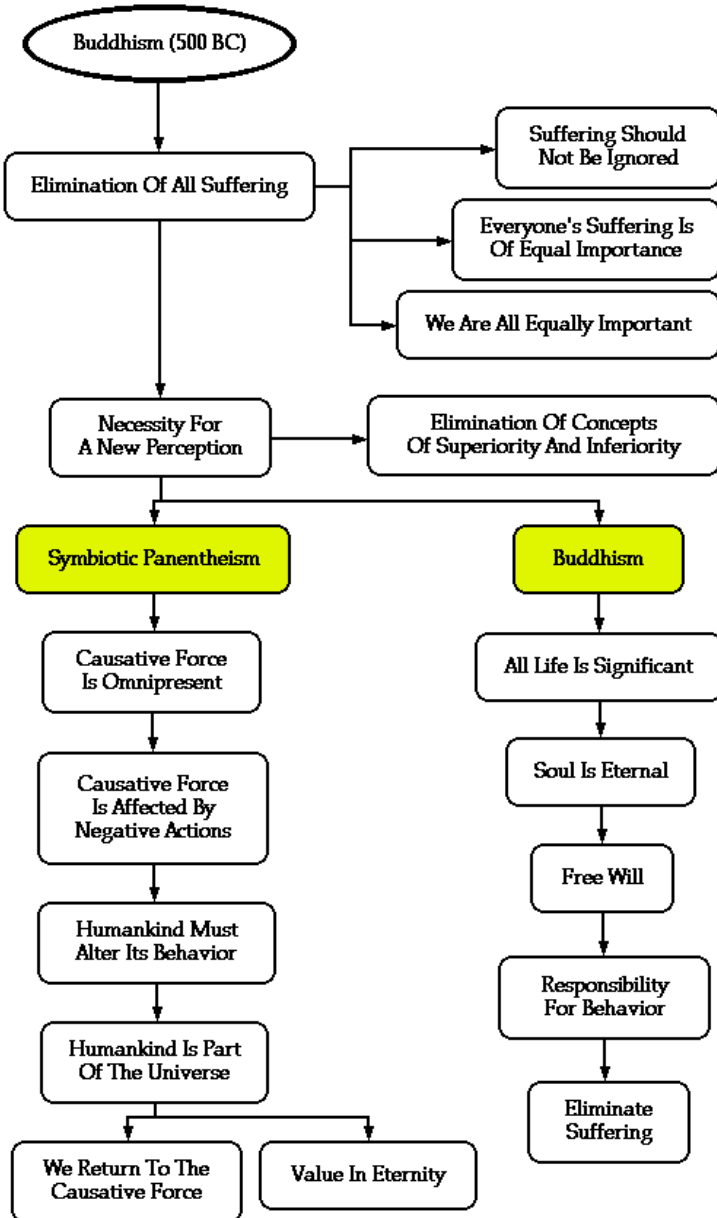 Buddhism (500 BC)
Suffering Should
Not Be Ignored
Elimination Of All Suffering
Everyone's Suffering Is
Of Equal Importance
We Are All Equally Important
Necessity For
A New Perception
Elimination Of Concepts
Of Superiority And Inferiority
Symbiotic Panentheism
Buddhism
Causative Force
Is Omnipresent
All Life Is Significant
Causative Force
Is Affected By
Negative Actions
Soul Is Eternal
Free Will
Humankind Must
Alter Its Behavior
Responsibility
For Behavior
Humankind Is Part
Of The Universe
Eliminate
Suffering
We Return To The
Causative Force
Value In Eternity